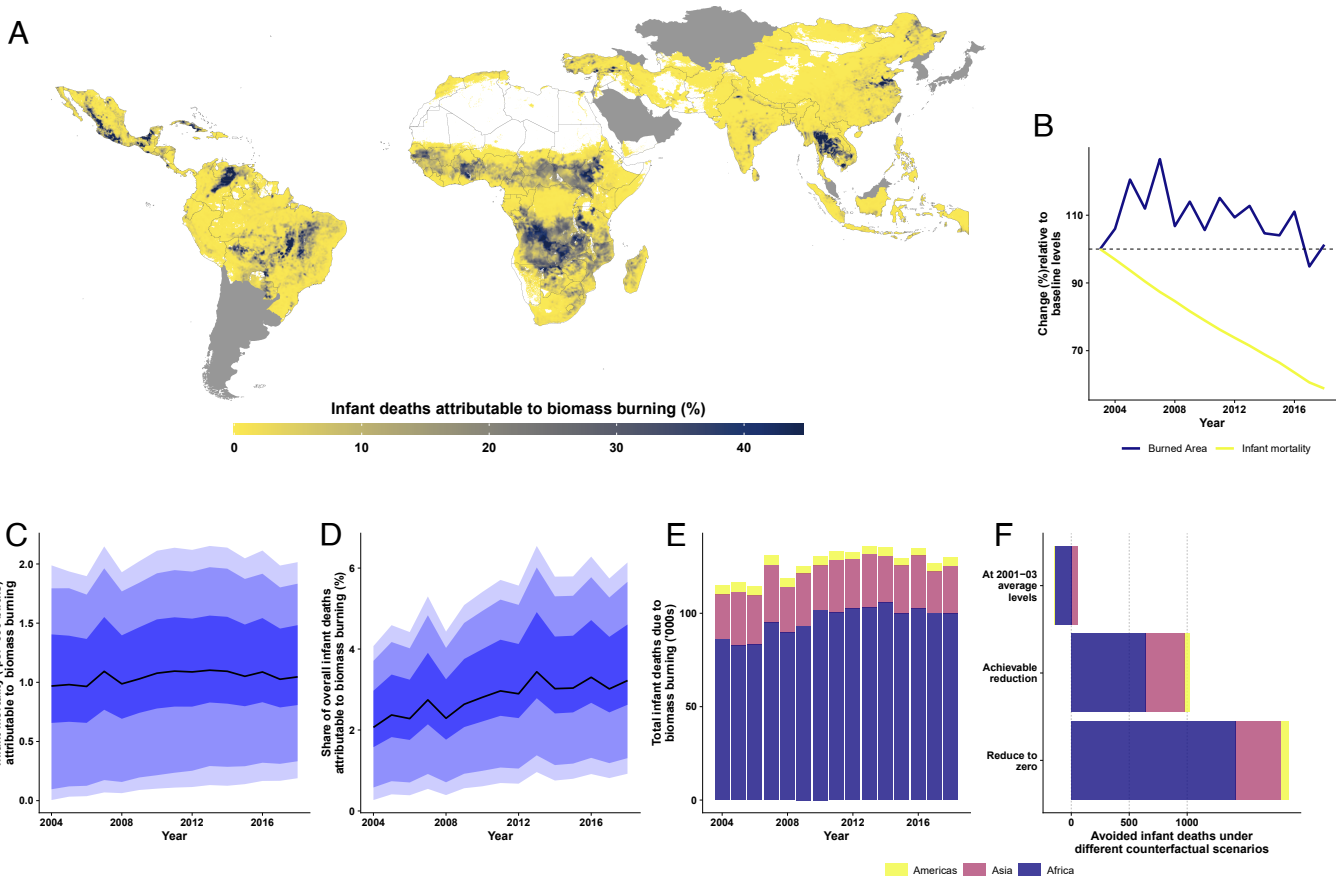 A
B
110
90
70
Change (%)relative to
baseline levels
2004 2008 2012 2016
Year
Burned Area Infant mortality
Infant deaths attributable to biomass burning (%)
0 10 20 30 40
C
2.0
1.5
1.0
0.5
0.0
attributable to biomass burning
2004 2008 2012 2016
Year
D
6
4
2
0
Share of overall infant deaths
attributable to biomass burning (%)
2004 2008 2012 2016
Year
E
100
50
0
Total infant deaths due to
biomass burning ('000s)
2004 2008 2012 2016
Year
F
At 2001−03
average
levels
Achievable
reduction
Reduce to
zero
0 500 1000
Avoided infant deaths under
different counterfactual scenarios
Americas Asia Africa